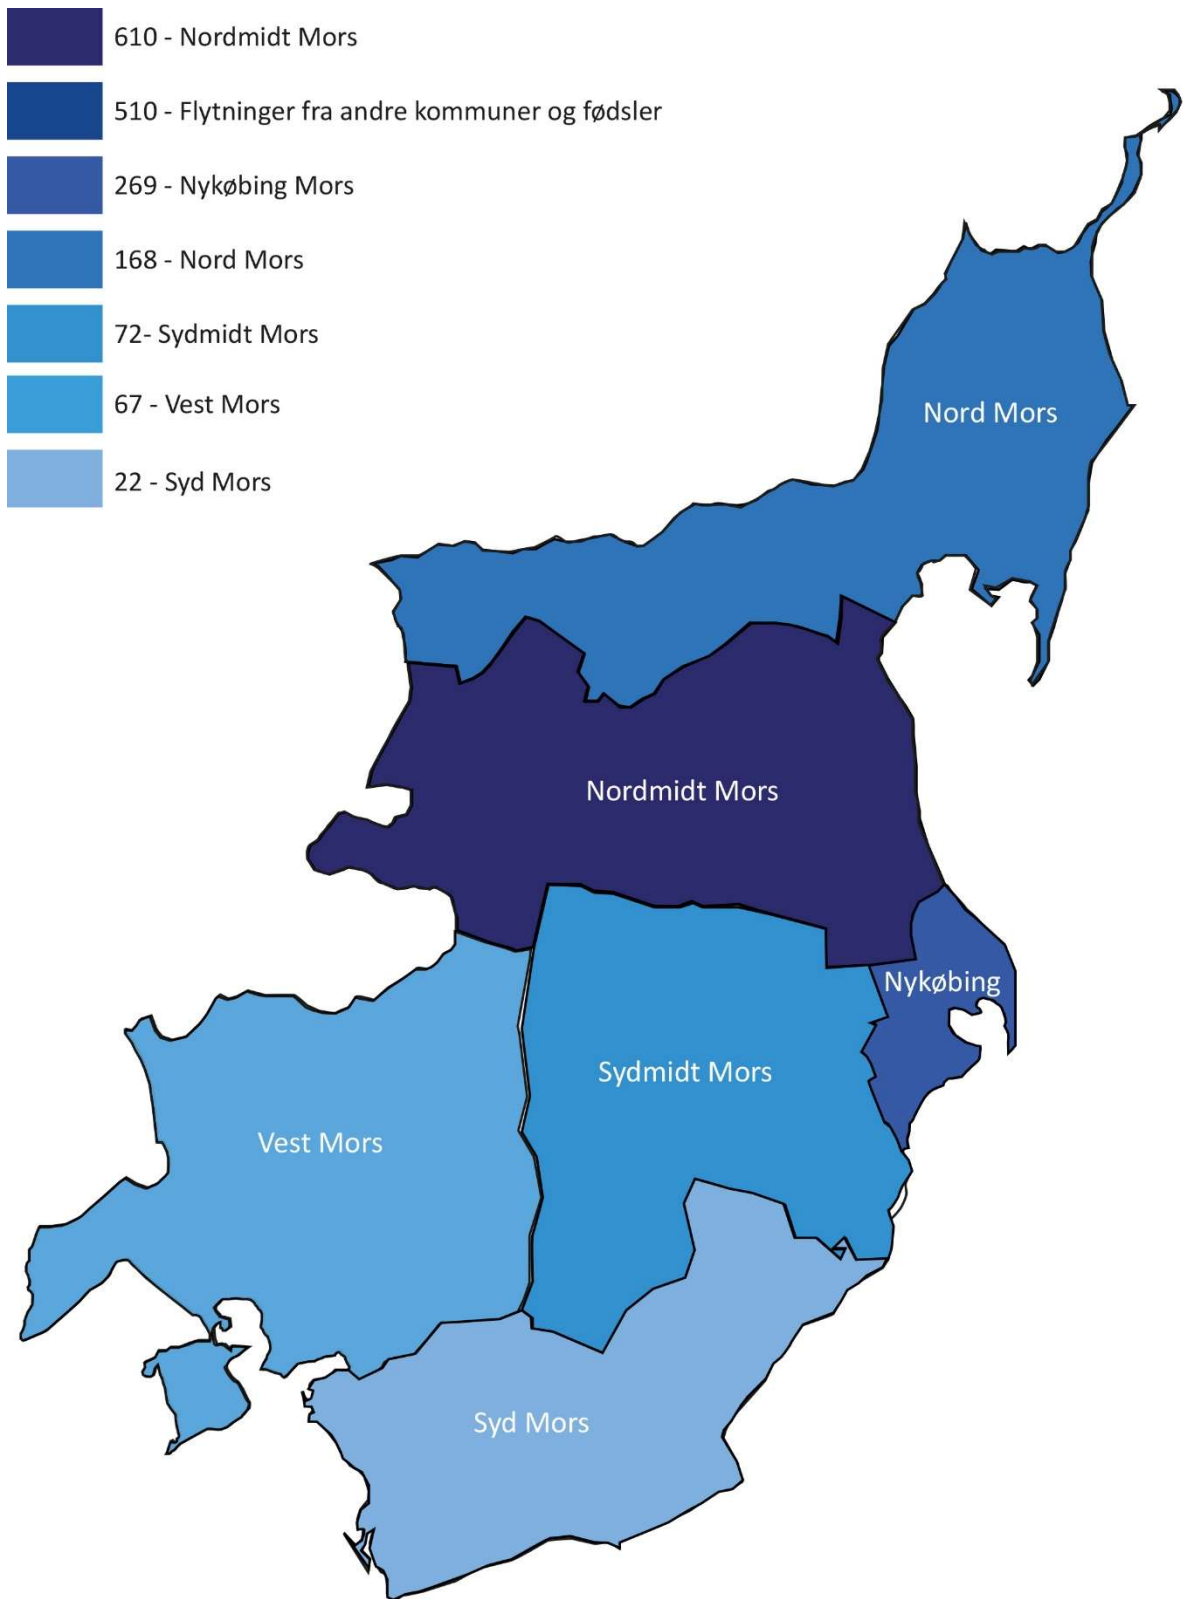 610 - Nordmidt Mors
510 - Flytninger fra andre kommuner og fødsler
269 - Nykøbing Mors
168 - Nord Mors
72- Sydmidt Mors
67 - Vest Mors
22 - Syd Mors
Nord Mors
Nordmidt Mors
Nykøbing
Sydmidt Mors
Vest Mors
Syd Mors